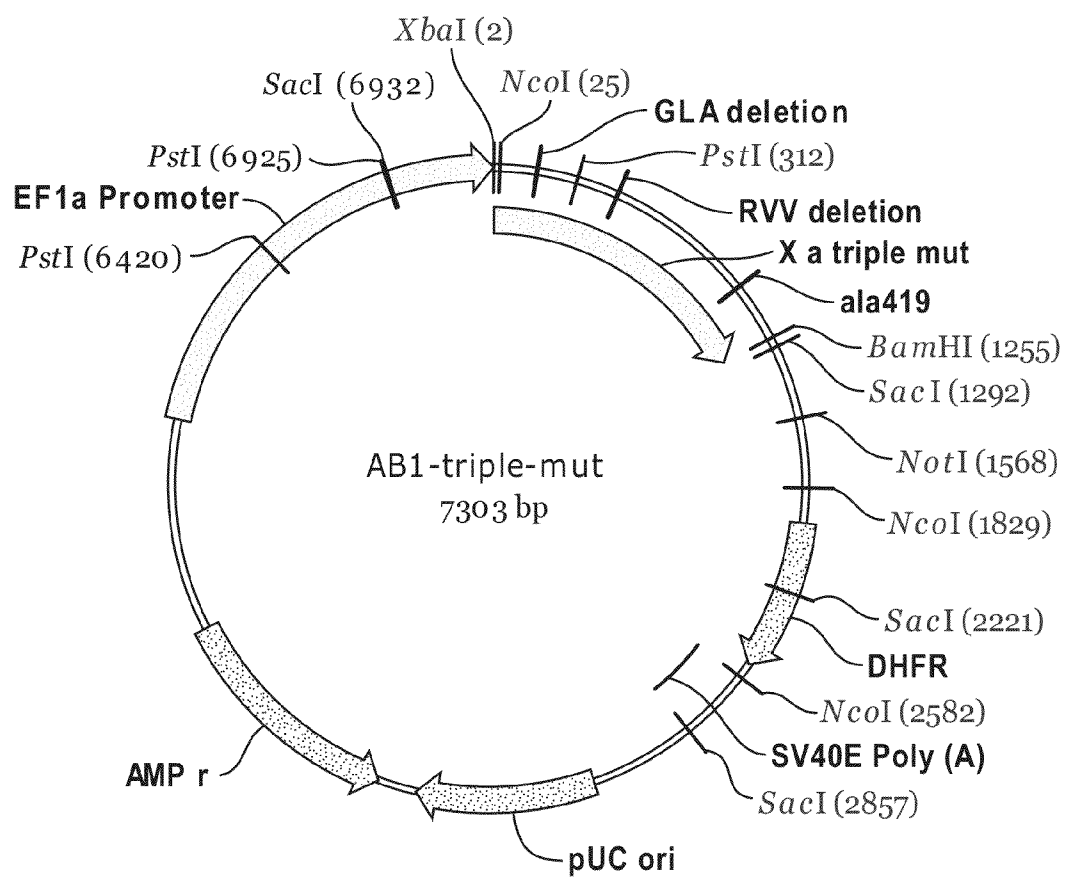 XbaI (2)
SacI (6932)
NcoI (25)
GLA deletion
PstI (6925)
PstI (312)
EF1a Promoter
RVV deletion
PstI (6420)
X a triple mut
ala419
BamHI (1255)
SacI (1292)
AB1-triple-mut
NotI (1568)
7303 bp
NcoI (1829)
SacI (2221)
DHFR
NcoI (2582)
SV40E Poly (A)
AMP r
SacI (2857)
pUC ori